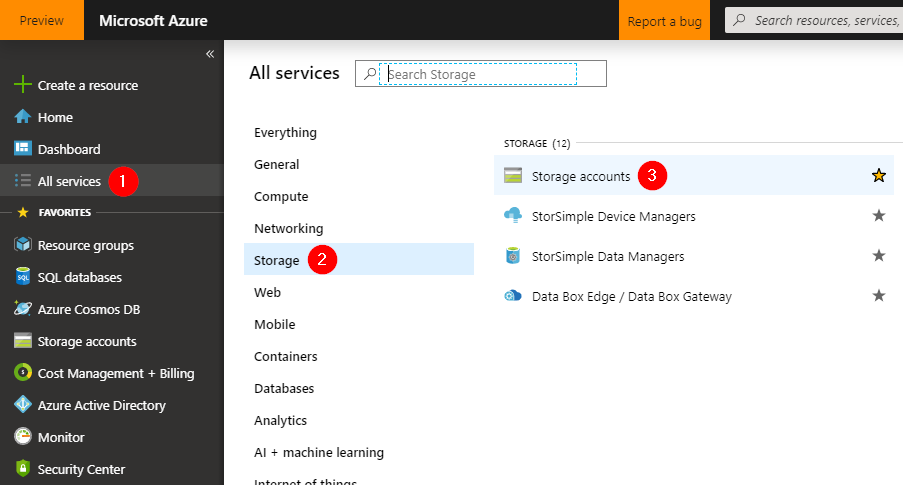 Preview
Microsoft Azure
Report a bug
Search resources, services,
«
Create a resource
Home
Dashboard
All services 1
FAVORITES
Resource groups
SQL databases
Azure Cosmos DB
Storage accounts
Cost Management + Billing
Azure Active Directory
Monitor
Security Center
All services
Search Storage
Everything
General
Compute
Networking
Storage 2
Web
Mobile
Containers
Databases
Analytics
AI + machine learning
Internet of things
STORAGE (12)
Storage accounts 3
StorSimple Device Managers
StorSimple Data Managers
Data Box Edge / Data Box Gateway